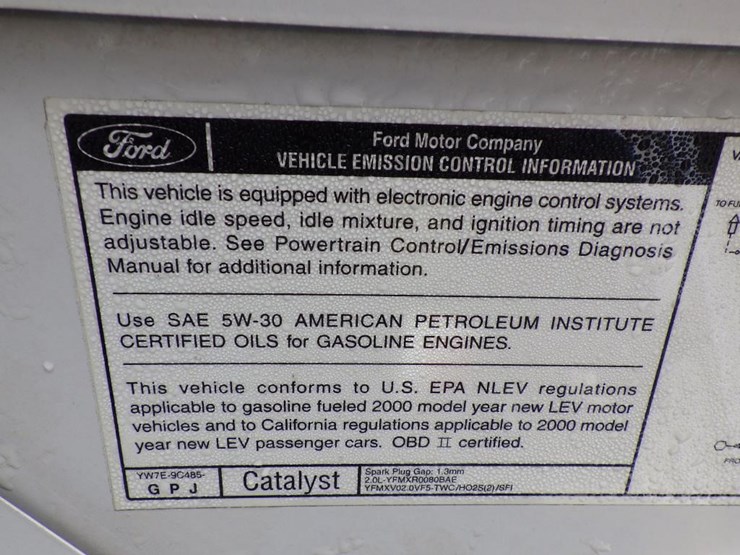 Ford
Ford Motor Company
VEHICLE EMISSION CONTROL INFORMATION
This vehicle is equipped with electronic engine control systems.
Engine idle speed, idle mixture, and ignition timing are not
adjustable. See Powertrain Control/Emissions Diagnosis
Manual for additional information.
Use SAE 5W-30 AMERICAN PETROLEUM INSTITUTE
CERTIFIED OILS for GASOLINE ENGINES.
This vehicle conforms to U.S. EPA NLEV regulations
applicable to gasoline fueled 2000 model year new LEV motor
vehicles and to California regulations applicable to 2000 model
year new LEV passenger cars. OBD II certified.
YW7E-9C485-
G P J
Catalyst
Spark Plug Gap: 1.3mm
2.0L-YFMXR0080BAE
YFMXV02.0VF5-TWC/HO2S(2)/SFI
TO FU